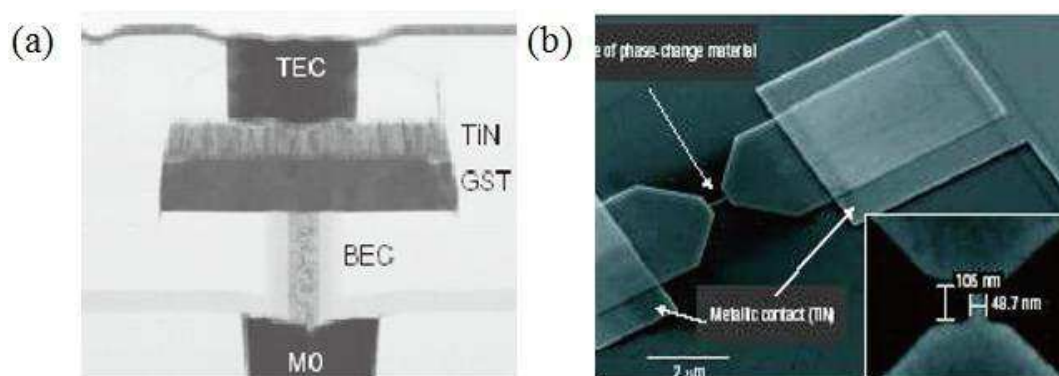 (a)
TEC
TiN
GST
BEC
M0
(b)
e of phase-change material
105 nm
48.7 nm
Metallic contact (TiN)
2 μm